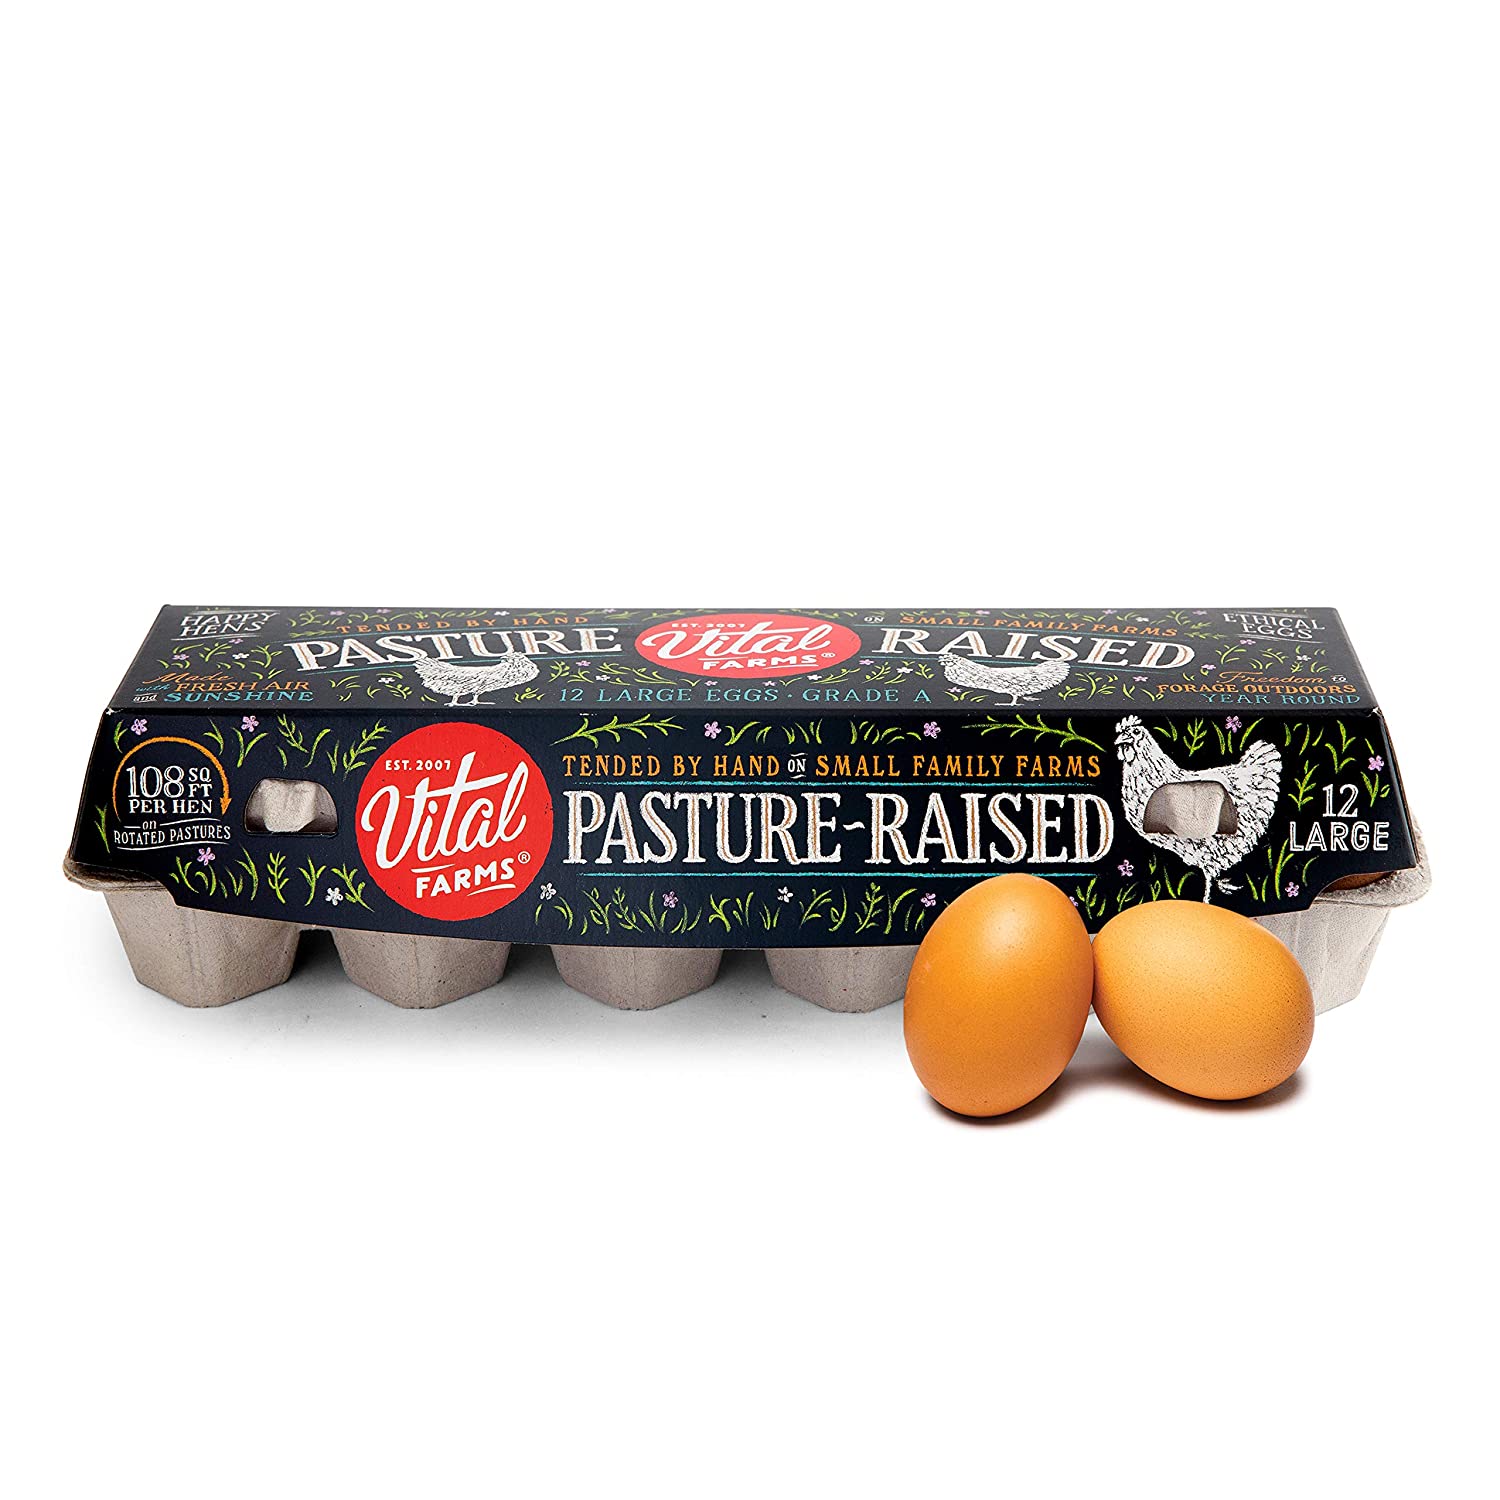 HAPPY
HENS
TENDED BY HAND
ON
SMALL FAMILY FARMS
ETHICAL
EGGS
PASTURE
EST. 2007
Vital
FARMS®
RAISED
Made
with FRESH AIR
and SUNSHINE
12 LARGE EGGS · GRADE A
Freedom to
FORAGE OUTDOORS
YEAR ROUND
108 SQ FT
PER HEN
on
ROTATED PASTURES
EST. 2007
Vital
FARMS®
TENDED BY HAND ON SMALL FAMILY FARMS
PASTURE-RAISED
12
LARGE